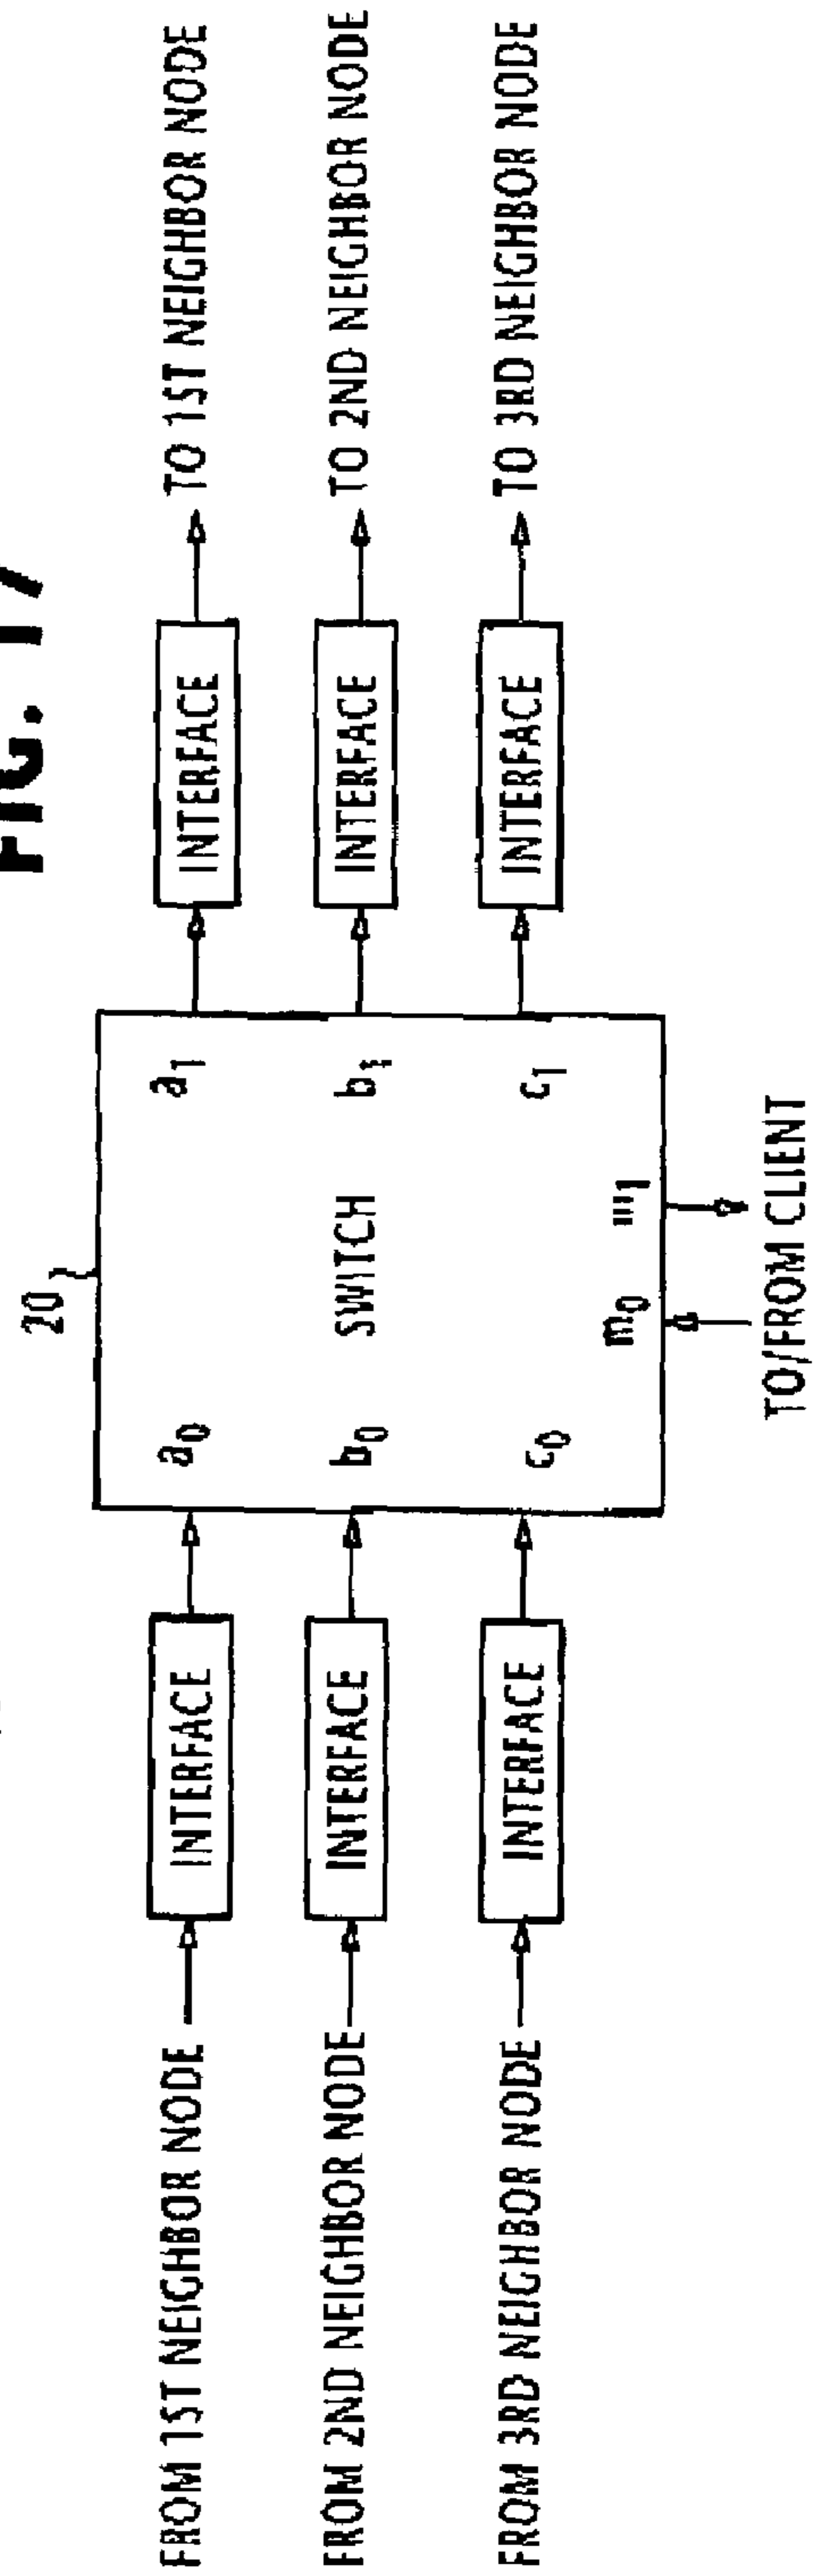 FIG. 17
20
FROM 1ST NEIGHBOR NODE
INTERFACE
a0
a1
INTERFACE
TO 1ST NEIGHBOR NODE
FROM 2ND NEIGHBOR NODE
INTERFACE
b0
SWITCH
b1
INTERFACE
TO 2ND NEIGHBOR NODE
FROM 3RD NEIGHBOR NODE
INTERFACE
c0
c1
INTERFACE
TO 3RD NEIGHBOR NODE
m0
m1
TO/FROM CLIENT